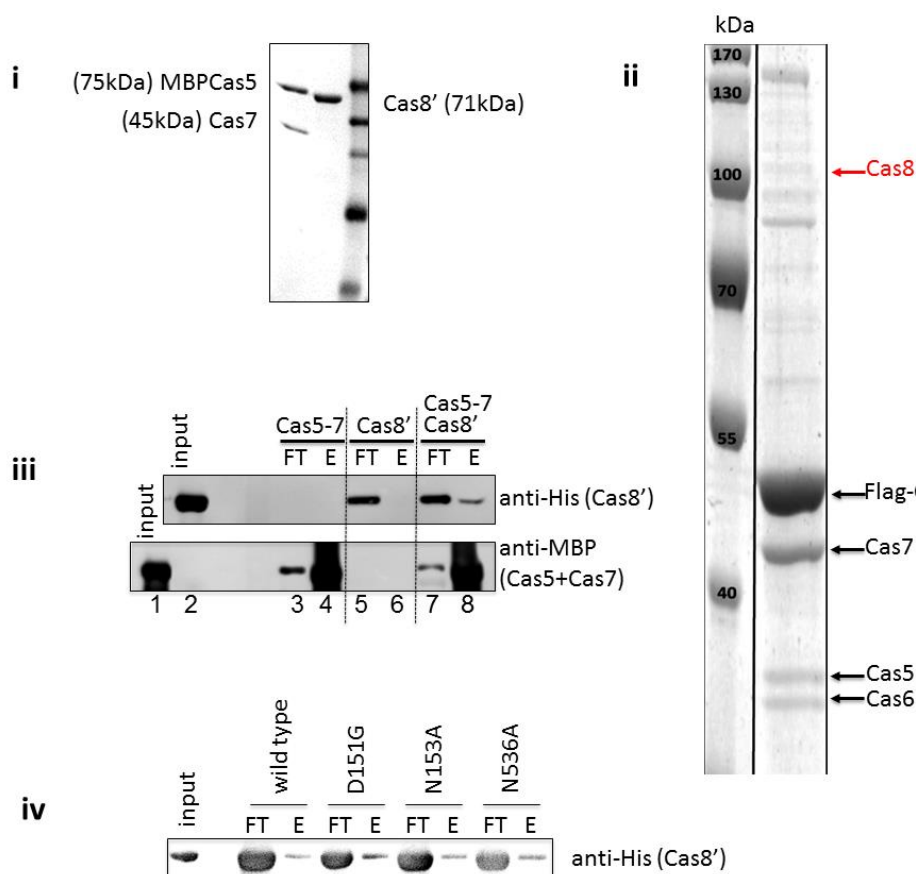 i
(75kDa) MBPCas5
(45kDa) Cas7
Cas8’ (71kDa)
ii
kDa
170
130
100
70
55
40
Cas8
Flag-
Cas7
Cas5
Cas6
iii
input
input
Cas5-7
Cas8’
Cas5-7
Cas8’
FT E FT E FT E
anti-His (Cas8’)
anti-MBP
(Cas5+Cas7)
1 2 3 4 5 6 7 8
iv
input
wild type
D151G
N153A
N536A
FT E FT E FT E FT E
anti-His (Cas8’)